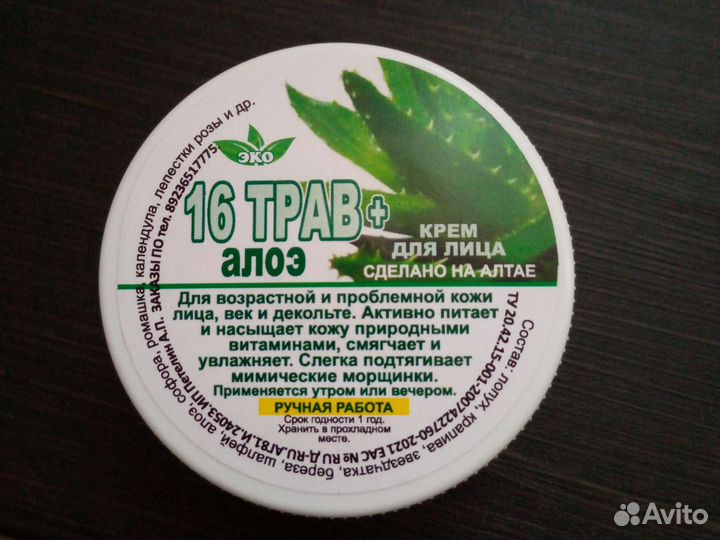 ЭКО
16 ТРАВ+
алоэ
КРЕМ
ДЛЯ ЛИЦА
СДЕЛАНО НА АЛТАЕ
Для возрастной и проблемной кожи
лица, век и декольте. Активно питает
и насыщает кожу природными
витаминами, смягчает и
увлажняет. Слегка подтягивает
мимические морщинки.
Применяется утром или вечером.
РУЧНАЯ РАБОТА
Срок годности 1 год.
Хранить в прохладном
месте.
Состав: лопух, крапива, звездчатка, береза, шалфей, алоэ, софора, ромашка, календула, лепестки розы и др.
ТУ 20.42.15-001-2007422760-2021 ЕАС № RU Д-RU.АГ81.И.24053.ИП Петелин А.П. ЗАКАЗЫ ПО тел. 89236517775
Avito